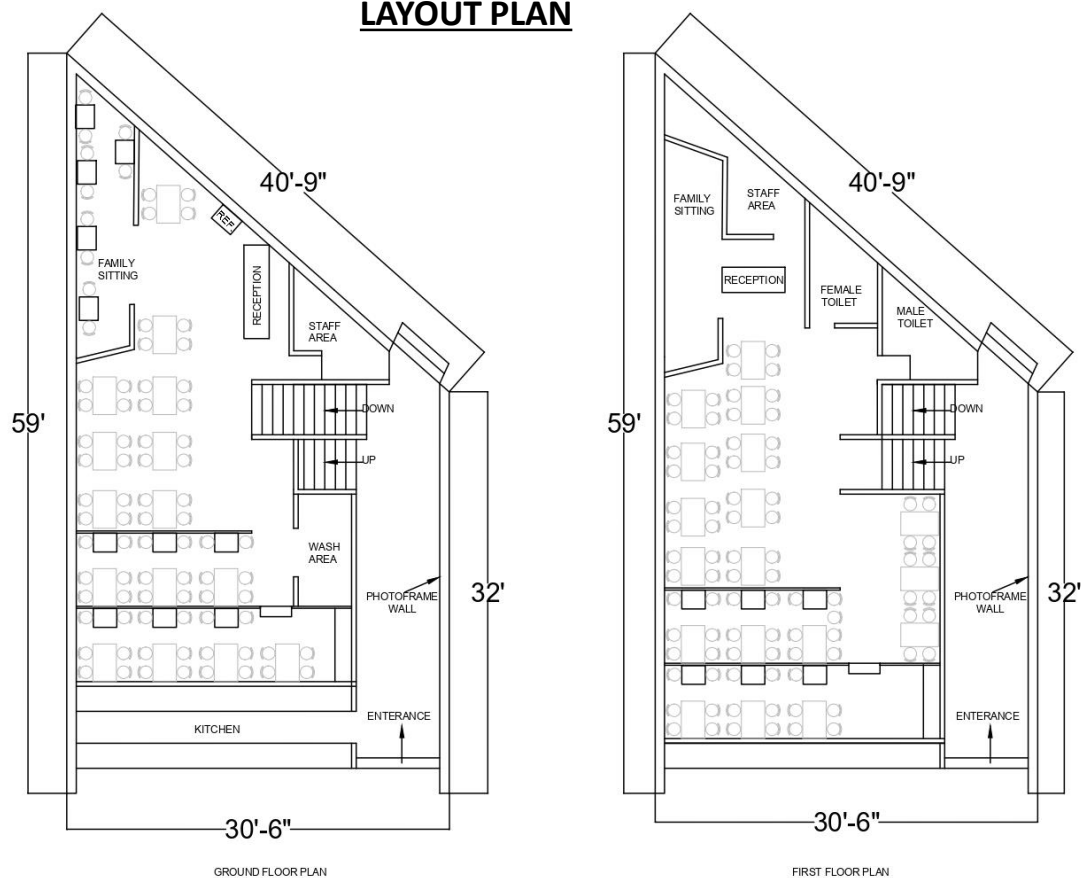 LAYOUT PLAN
40'-9"
REF
RECEPTION
FAMILY
SITTING
STAFF
AREA
59'
DOWN
UP
WASH
AREA
PHOTOFRAME
WALL
32'
ENTERANCE
KITCHEN
30'-6"
GROUND FLOOR PLAN
40'-9"
FAMILY
SITTING
STAFF
AREA
RECEPTION
FEMALE
TOILET
MALE
TOILET
59'
DOWN
UP
PHOTOFRAME
WALL
32'
ENTERANCE
30'-6"
FIRST FLOOR PLAN